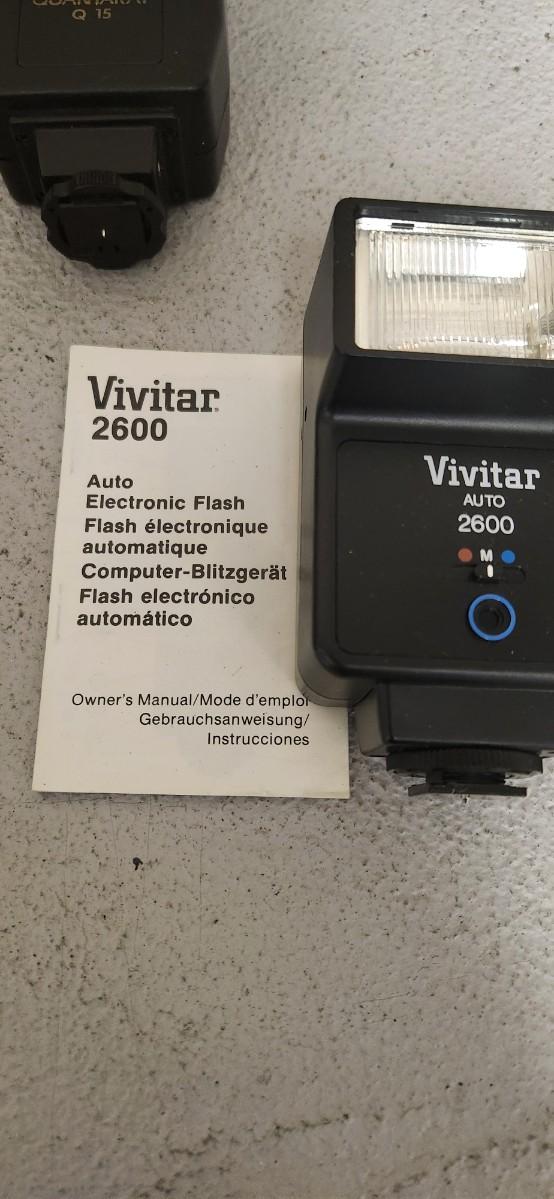 QUANTARAY
Q 15
Vivitar
2600
Auto
Electronic Flash
Flash électronique
automatique
Computer-Blitzgerät
Flash electrónico
automático
Owner's Manual/Mode d'emploi
Gebrauchsanweisung/
Instrucciones
Vivitar
AUTO
2600
M